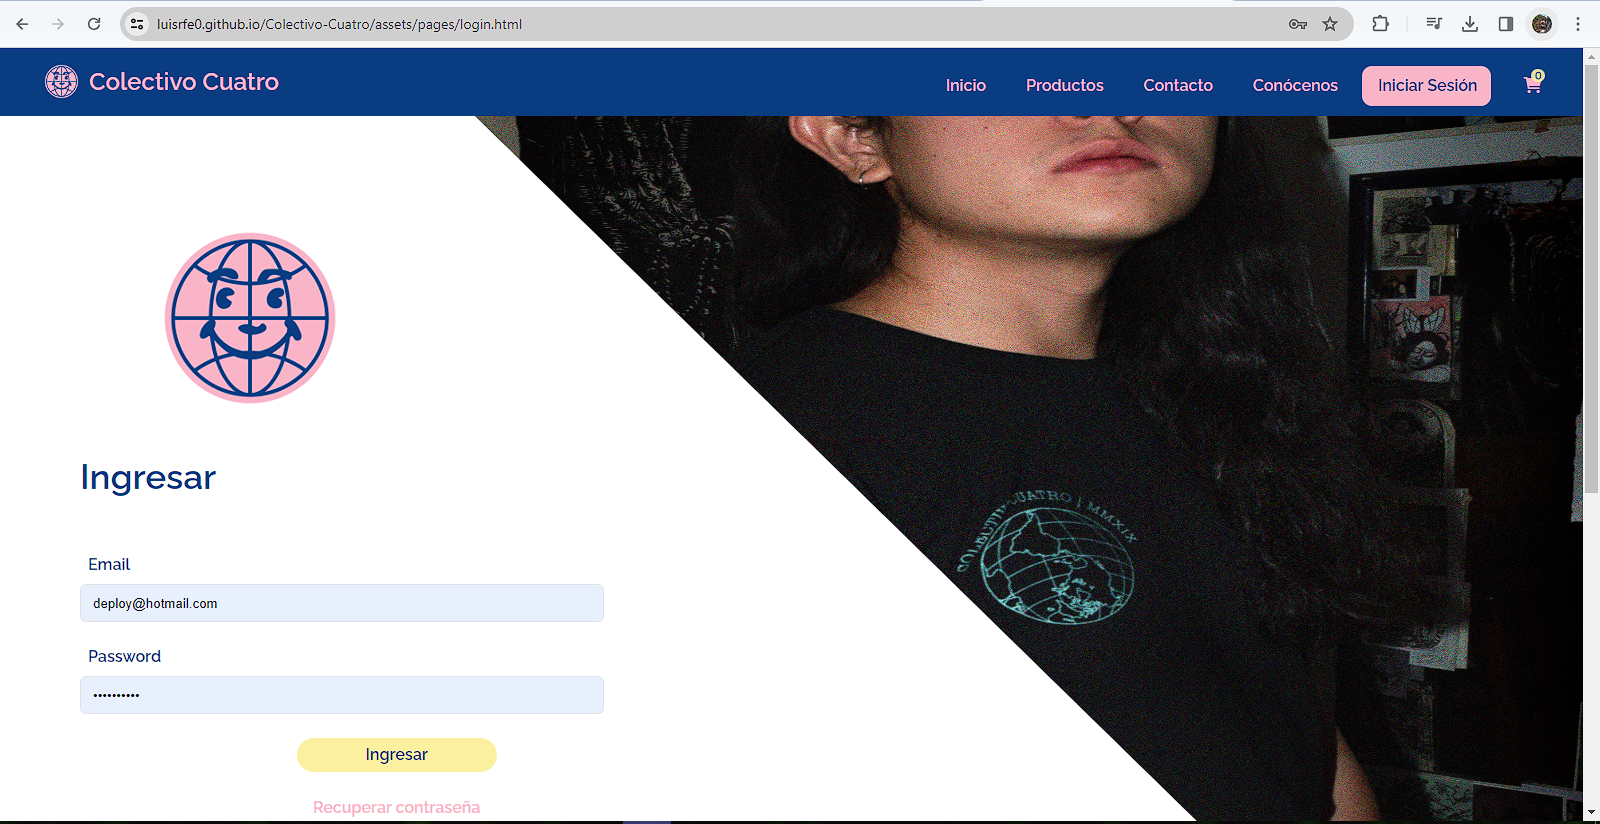 luisrfe0.github.io/Colectivo-Cuatro/assets/pages/login.html
Colectivo Cuatro
Inicio
Productos
Contacto
Conócenos
Iniciar Sesión
0
Ingresar
Email
deploy@hotmail.com
Password
••••••••••
Ingresar
Recuperar contraseña
COLECTIVO CUATRO | MMXIX